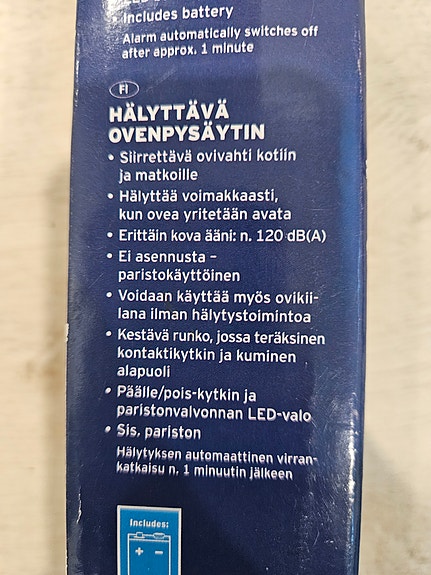 • Includes battery
Alarm automatically switches off
after approx. 1 minute
FI
HÄLYTTÄVÄ
OVENPYSÄYTIN
• Siirrettävä ovivahti kotiin
ja matkoille
• Hälyttää voimakkaasti,
kun ovea yritetään avata
• Erittäin kova ääni: n. 120 dB(A)
• Ei asennusta –
paristokäyttöinen
• Voidaan käyttää myös ovikii-
lana ilman hälytystoimintoa
• Kestävä runko, jossa teräksinen
kontaktikytkin ja kuminen
alapuoli
• Päälle/pois-kytkin ja
paristonvalvonnan LED-valo
• Sis. pariston
Hälytyksen automaattinen virran-
katkaisu n. 1 minuutin jälkeen
Includes:
+ −